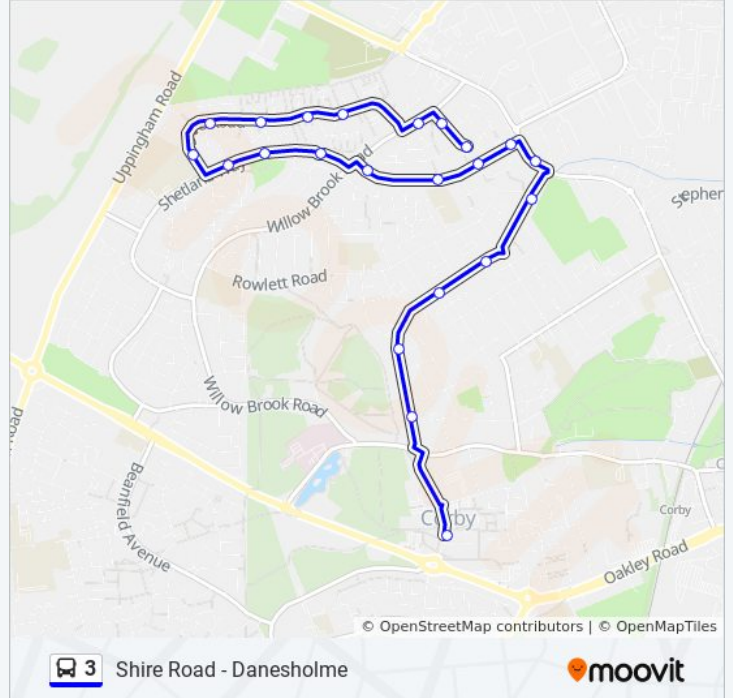 Uppingham Road
Shetland Way
Willow Brook Road
Stephen
Rowlett Road
Willow Brook Road
Road
Beanfield Avenue
Corby
Corby
C
Oakley Road
© OpenStreetMap contributors | © OpenMapTiles
3 Shire Road - Danesholme
moovit